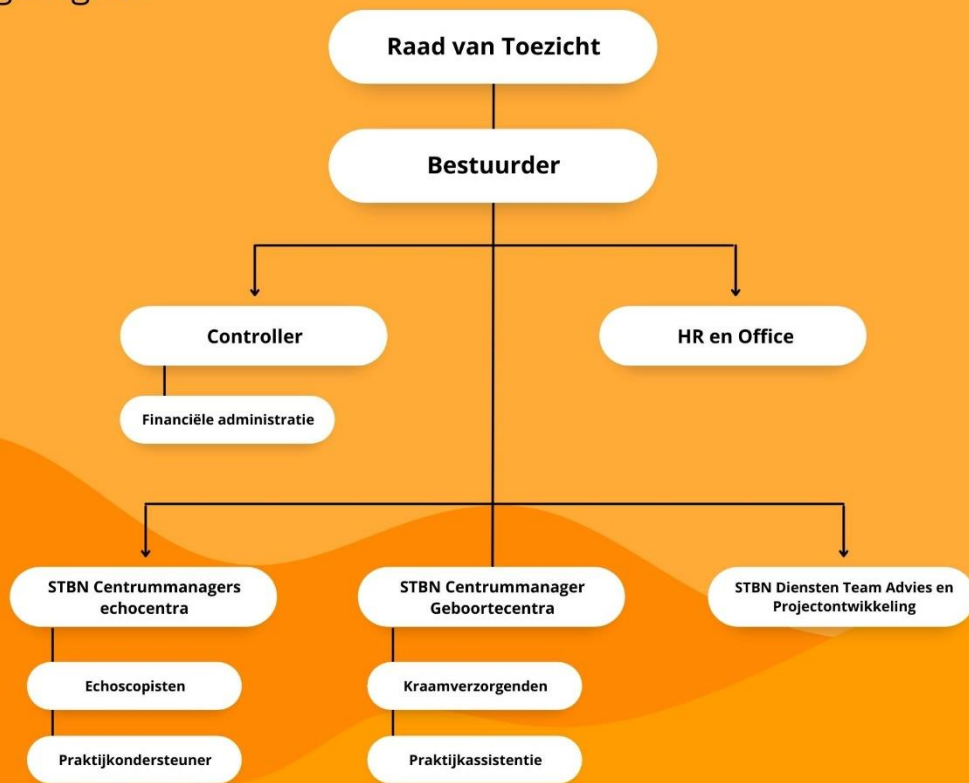 Raad van Toezicht
Bestuurder
Controller
HR en Office
Financiële administratie
STBN Centrummanagers
echocentra
STBN Centrummanager
Geboortecentra
STBN Diensten Team Advies en
Projectontwikkeling
Echoscopisten
Kraamverzorgenden
Praktijkondersteuner
Praktijkassistentie